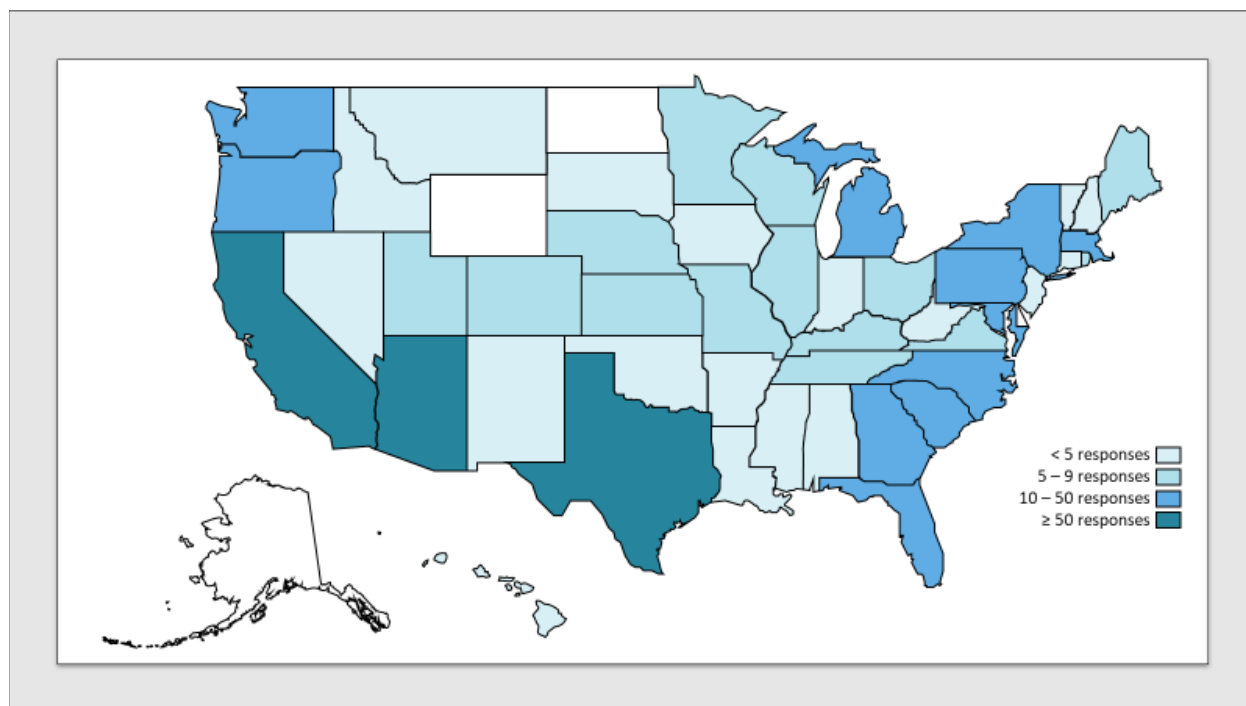 < 5 responses
5 – 9 responses
10 – 50 responses
≥ 50 responses